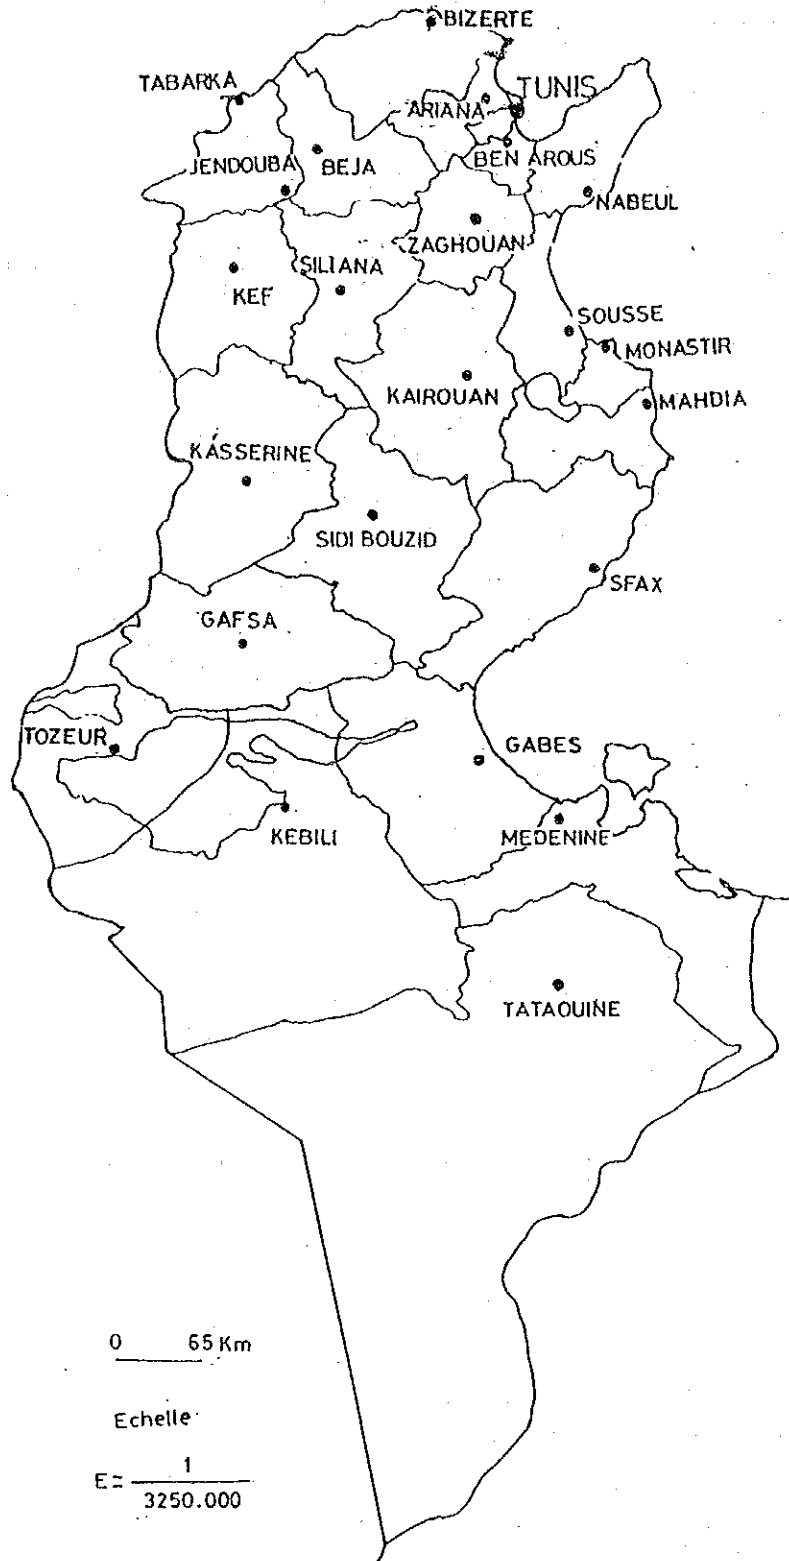 BIZERTE
TABARKA
TUNIS
ARIANA
JENDOUBA
BEJA
BEN AROUS
NABEUL
ZAGHOUAN
SILIANA
KEF
SOUSSE
MONASTIR
KAIROUAN
MAHDIA
KASSERINE
SIDI BOUZID
SFAX
GAFSA
TOZEUR
GABES
KEBILI
MEDENINE
TATAOUINE
0 65 Km
Echelle
E = 1
3250.000